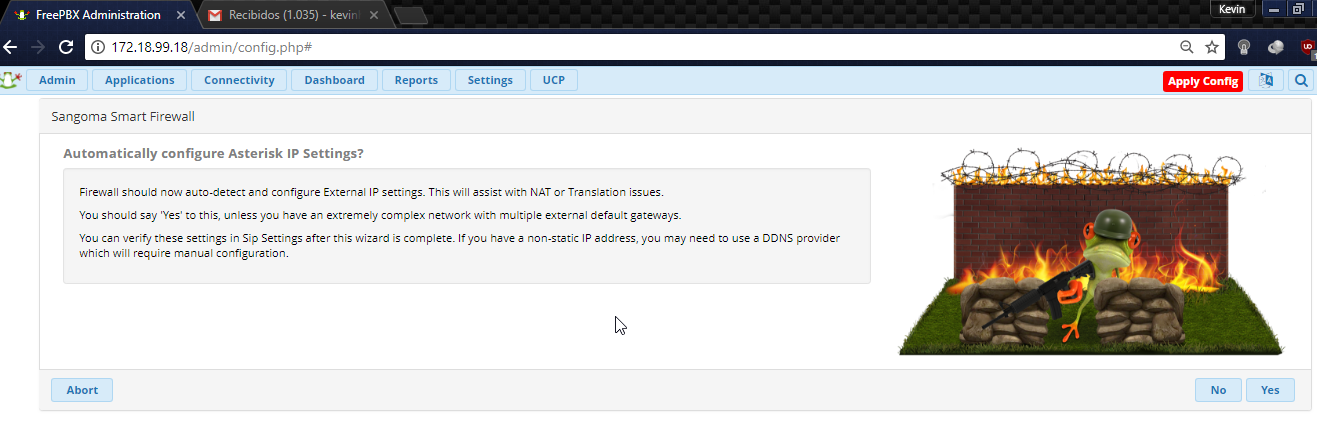 FreePBX Administration
Recibidos (1.035) - kevin
Kevin
172.18.99.18/admin/config.php#
Admin
Applications
Connectivity
Dashboard
Reports
Settings
UCP
Apply Config
Sangoma Smart Firewall
Automatically configure Asterisk IP Settings?
Firewall should now auto-detect and configure External IP settings. This will assist with NAT or Translation issues.
You should say 'Yes' to this, unless you have an extremely complex network with multiple external default gateways.
You can verify these settings in Sip Settings after this wizard is complete. If you have a non-static IP address, you may need to use a DDNS provider
which will require manual configuration.
Abort
No
Yes